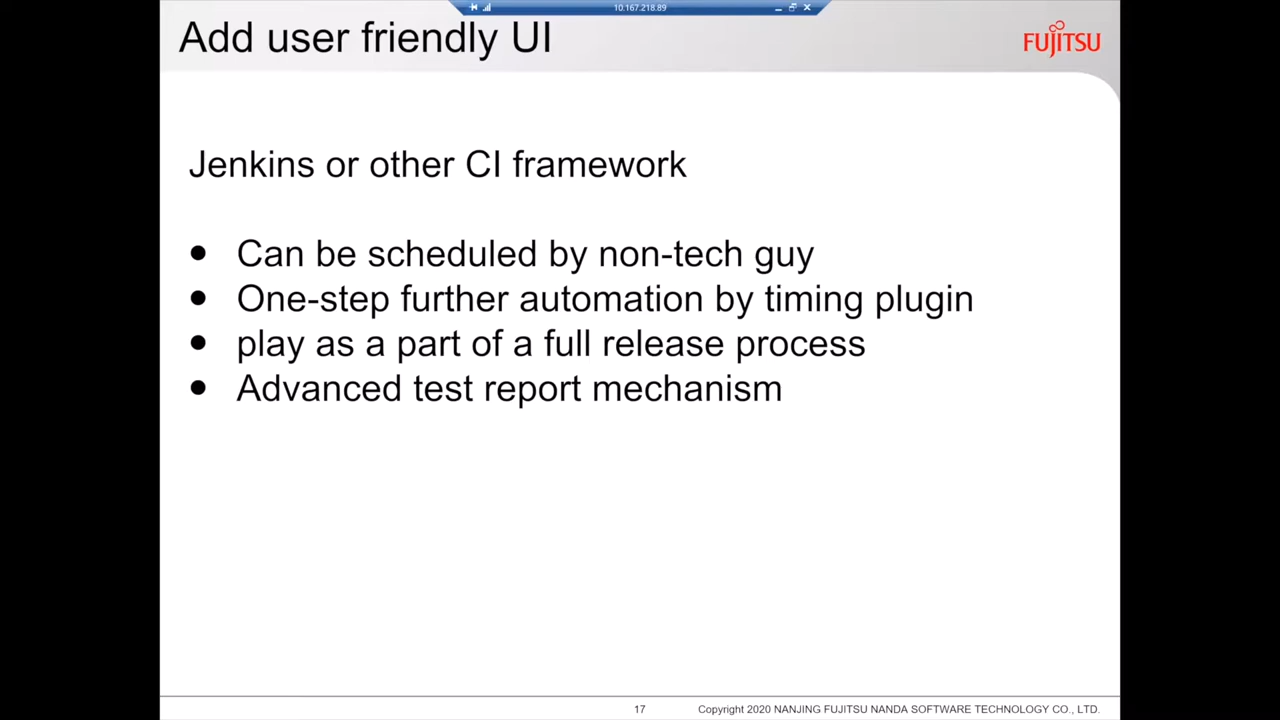 10.167.218.89
Add user friendly UI
FUJITSU
Jenkins or other CI framework
● Can be scheduled by non-tech guy
● One-step further automation by timing plugin
● play as a part of a full release process
● Advanced test report mechanism
17
Copyright 2020 NANJING FUJITSU NANDA SOFTWARE TECHNOLOGY CO., LTD.